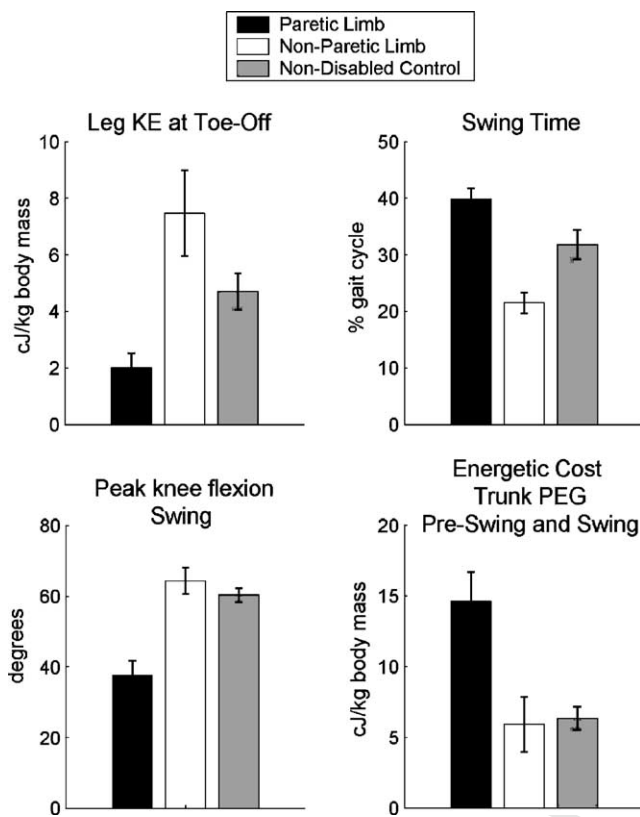 Paretic Limb
Non-Paretic Limb
Non-Disabled Control
Leg KE at Toe-Off
10
8
6
4
2
0
cJ/kg body mass
Swing Time
50
40
30
20
10
0
% gait cycle
Peak knee flexion
Swing
80
60
40
20
0
degrees
Energetic Cost
Trunk PEG
Pre-Swing and Swing
20
15
10
5
0
cJ/kg body mass